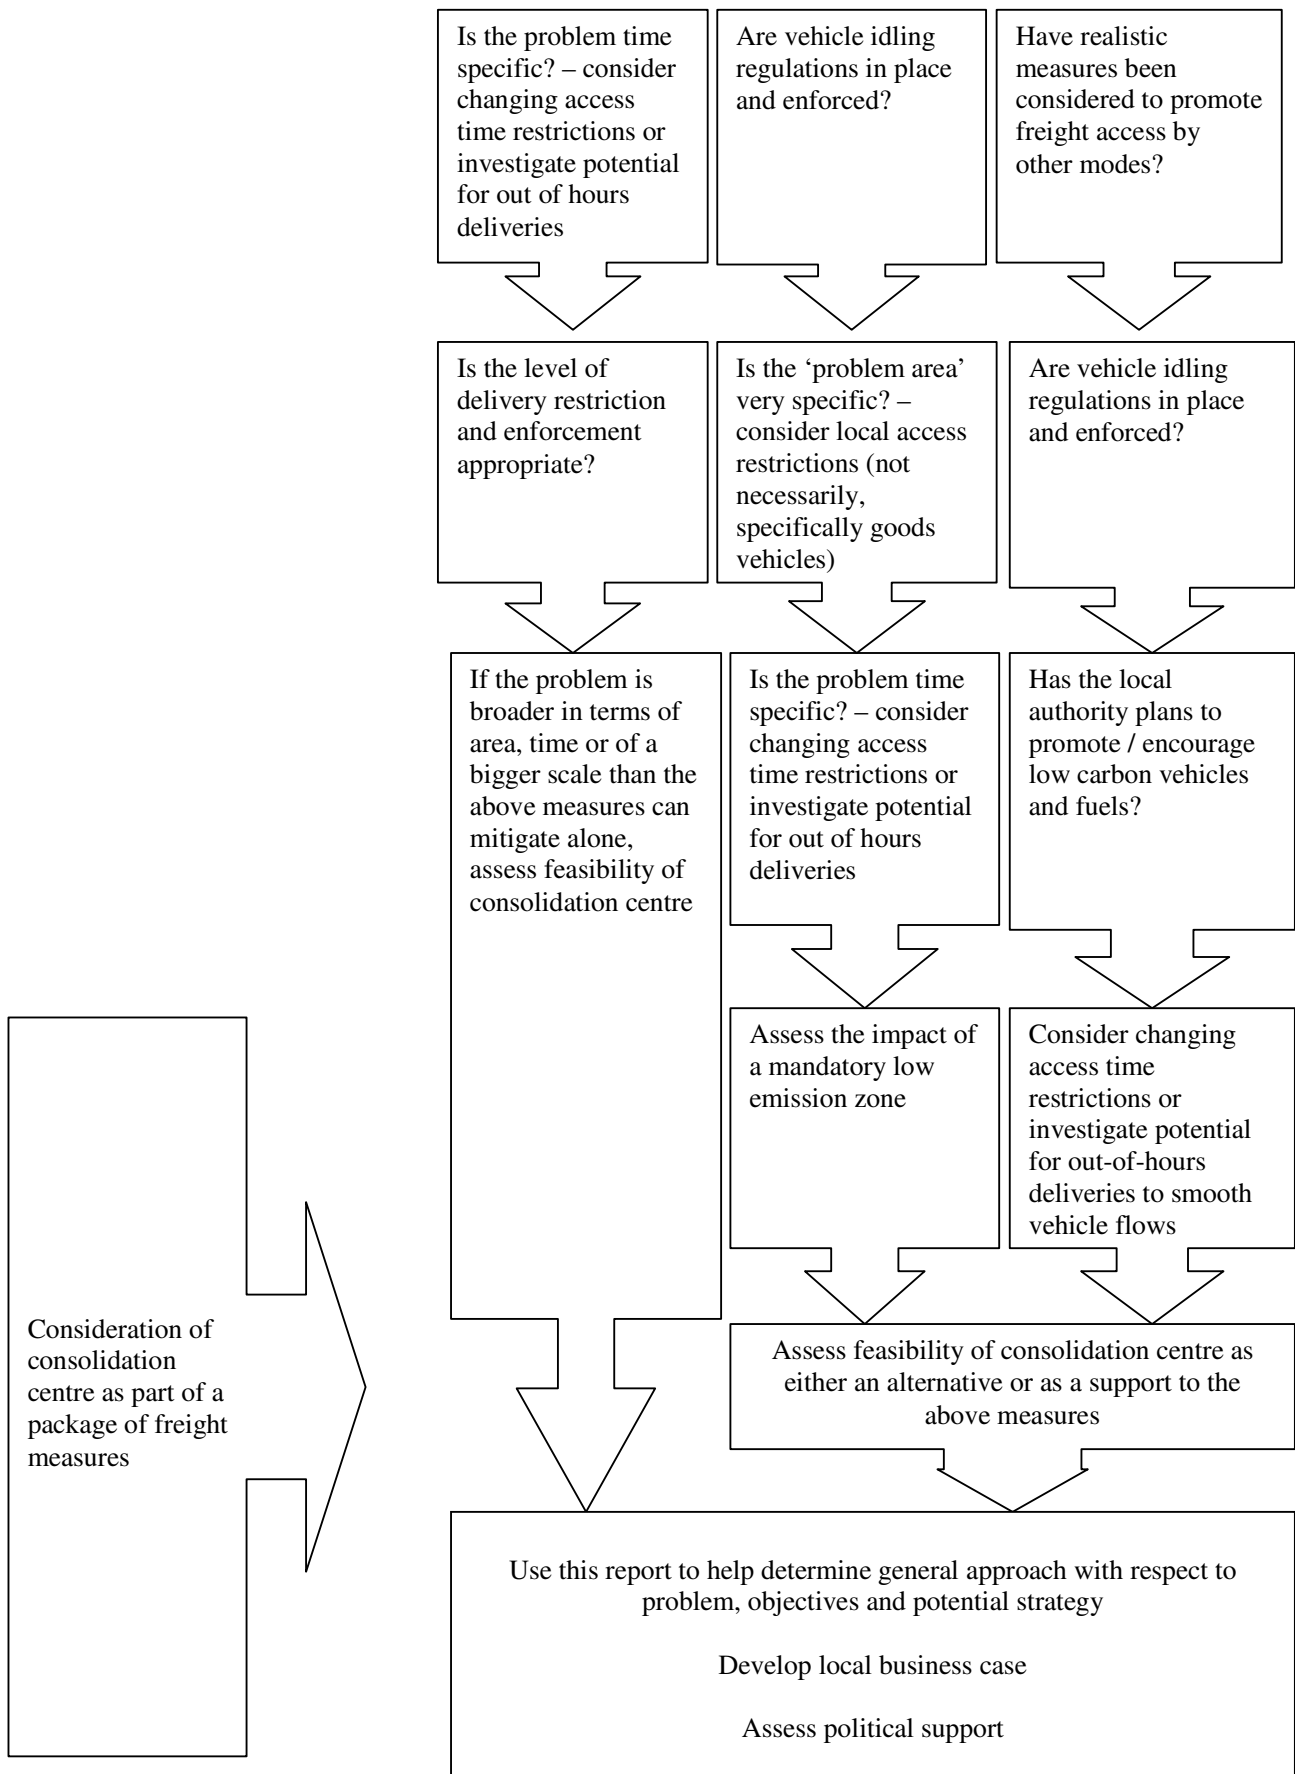 Is the problem time
specific? – consider
changing access
time restrictions or
investigate potential
for out of hours
deliveries
Are vehicle idling
regulations in place
and enforced?
Have realistic
measures been
considered to promote
freight access by
other modes?
Is the level of
delivery restriction
and enforcement
appropriate?
Is the ‘problem area’
very specific? –
consider local access
restrictions (not
necessarily,
specifically goods
vehicles)
Are vehicle idling
regulations in place
and enforced?
If the problem is
broader in terms of
area, time or of a
bigger scale than the
above measures can
mitigate alone,
assess feasibility of
consolidation centre
Is the problem time
specific? – consider
changing access
time restrictions or
investigate potential
for out of hours
deliveries
Has the local
authority plans to
promote / encourage
low carbon vehicles
and fuels?
Assess the impact of
a mandatory low
emission zone
Consider changing
access time
restrictions or
investigate potential
for out-of-hours
deliveries to smooth
vehicle flows
Consideration of
consolidation
centre as part of a
package of freight
measures
Assess feasibility of consolidation centre as
either an alternative or as a support to the
above measures
Use this report to help determine general approach with respect to
problem, objectives and potential strategy
Develop local business case
Assess political support